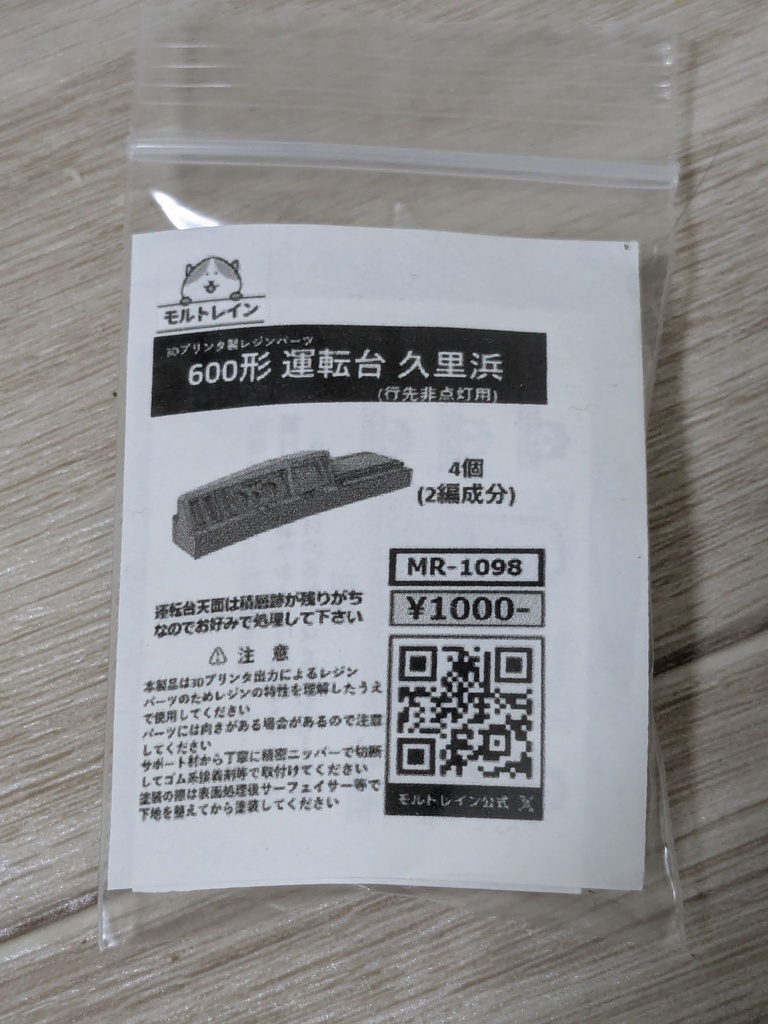 モルトレイン
3Dプリンタ製レジンパーツ
600形 運転台 久里浜
(行先非点灯用)
4個
(2編成分)
MR-1098
¥1000-
運転台天面は積層跡が残りがち
なのでお好みで処理して下さい
⚠ 注 意
本製品は3Dプリンタ出力によるレジン
パーツのためレジンの特性を理解したうえ
で使用してください
パーツには向きがある場合があるので注意
してください
サポート材から丁寧に精密ニッパーで切断
してゴム系接着剤等で取付けてください
塗装の際は表面処理後サーフェイサー等で
下地を整えてから塗装してください
モルトレイン公式 X